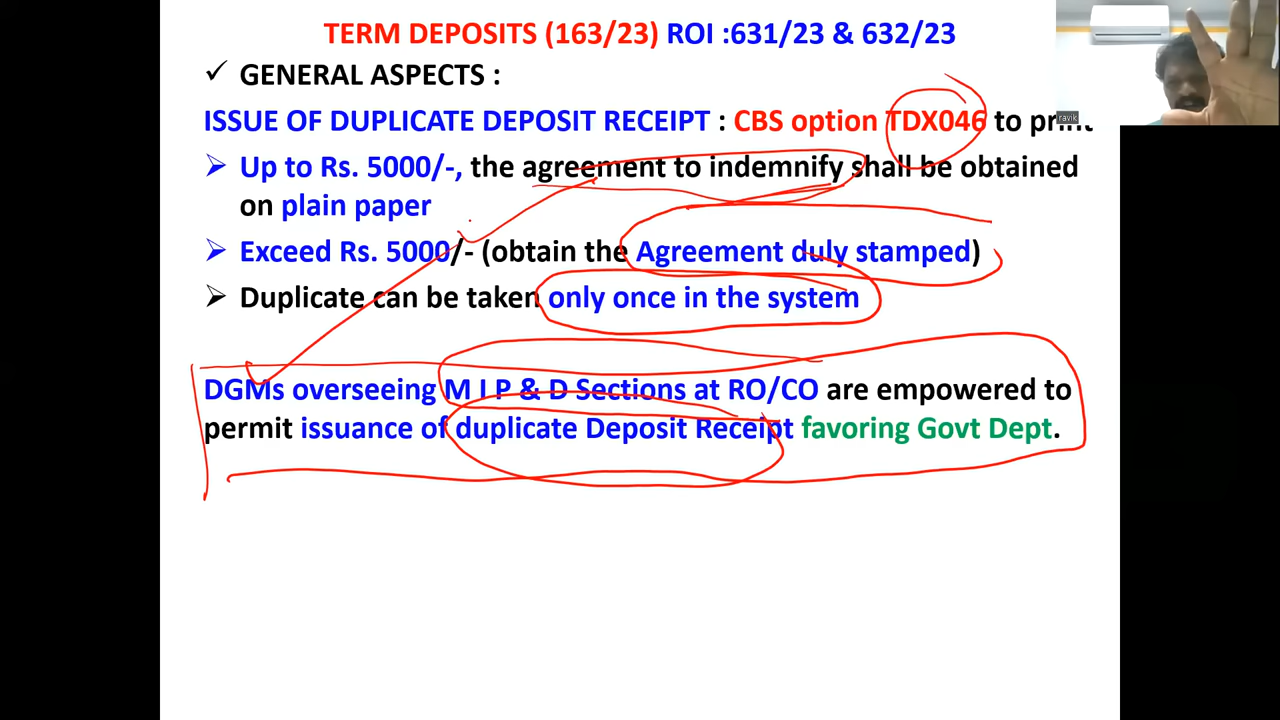 TERM DEPOSITS (163/23) ROI :631/23 & 632/23
✓ GENERAL ASPECTS :
ISSUE OF DUPLICATE DEPOSIT RECEIPT : CBS option TDX046 to print
➢ Up to Rs. 5000/-, the agreement to indemnify shall be obtained
on plain paper
➢ Exceed Rs. 5000/- (obtain the Agreement duly stamped)
➢ Duplicate can be taken only once in the system
DGMs overseeing M I P & D Sections at RO/CO are empowered to
permit issuance of duplicate Deposit Receipt favoring Govt Dept.
ravik